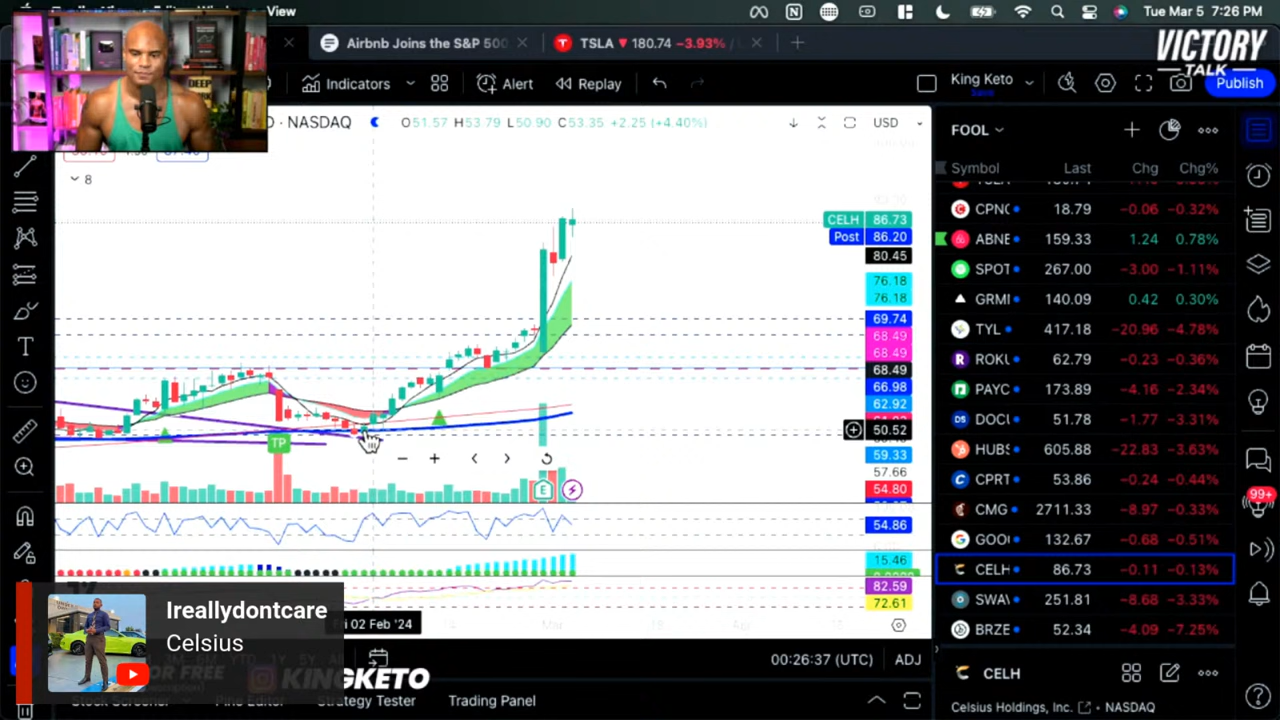 View
Tue Mar 5 7:26 PM
Airbnb Joins the S&P 500
TSLA ▼ 180.74 −3.93% /
VICTORY
TALK
Indicators
Alert
Replay
King Keto
Save
Publish
· NASDAQ
O51.57 H53.79 L50.90 C53.35 +2.25 (+4.40%)
USD
8
CELH 86.73
Post 86.20
80.45
76.18
76.18
69.74
68.49
68.49
68.49
66.98
62.92
50.52
59.33
57.66
54.80
54.86
15.46
82.59
72.61
TP
E
FOOL
Symbol Last Chg Chg%
CPNG 18.79 −0.06 −0.32%
ABNB 159.33 1.24 0.78%
SPOT 267.00 −3.00 −1.11%
GRMI 140.09 0.42 0.30%
TYL 417.18 −20.96 −4.78%
ROKU 62.79 −0.23 −0.36%
PAYC 173.89 −4.16 −2.34%
DOCU 51.78 −1.77 −3.31%
HUBS 605.88 −22.83 −3.63%
CPRT 53.86 −0.24 −0.44%
CMG 2711.33 −8.97 −0.33%
GOO 132.67 −0.68 −0.51%
CELH 86.73 −0.11 −0.13%
SWAV 251.81 −8.68 −3.33%
BRZE 52.34 −4.09 −7.25%
99+
Fri 02 Feb '24
Mar
Ireallydontcare
Celsius
00:26:37 (UTC)
ADJ
KINGKETO
Stock Screener
Pine Editor
Strategy Tester
Trading Panel
CELH
Celsius Holdings, Inc. · NASDAQ